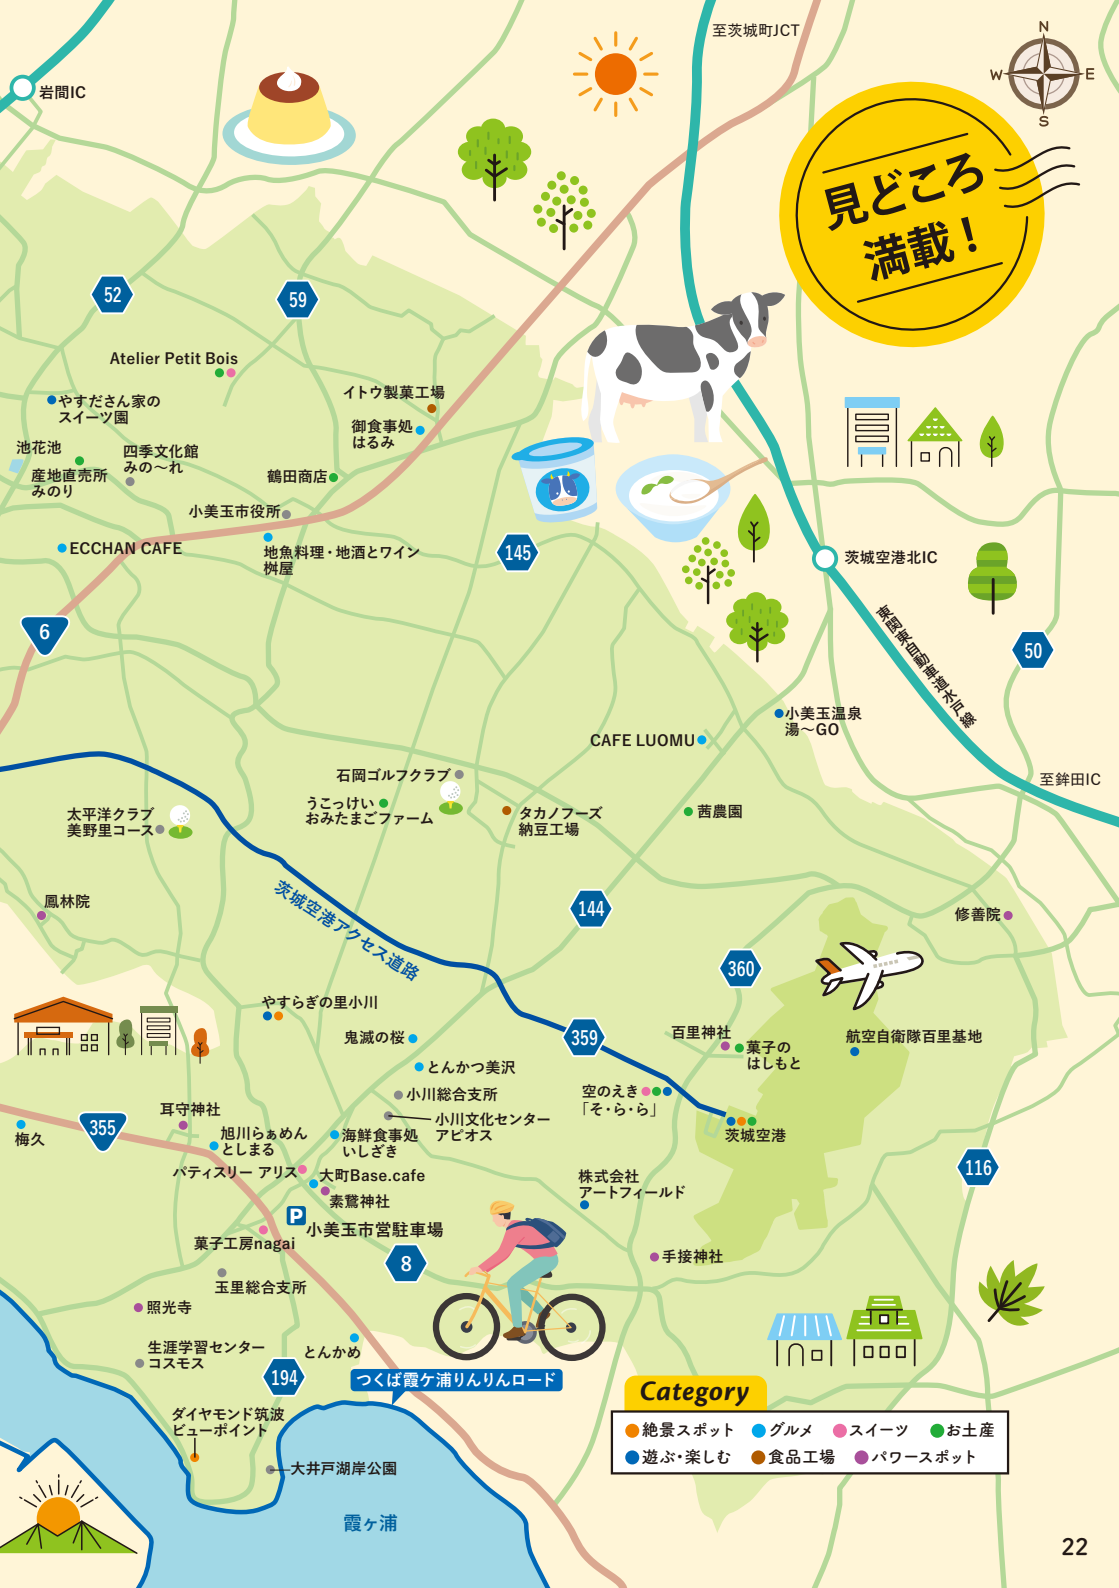 至茨城町JCT
N
W
E
S
岩間IC
見どころ
満載！
52
59
Atelier Petit Bois
やすださん家の
スイーツ園
イトウ製菓工場
御食事処
はるみ
池花池
四季文化館
みの〜れ
産地直売所
みのり
鶴田商店
小美玉市役所
ECCHAN CAFE
地魚料理・地酒とワイン
桝屋
145
茨城空港北IC
東関東自動車道水戸線
6
50
小美玉温泉
湯〜GO
CAFE LUOMU
至鉾田IC
石岡ゴルフクラブ
うこっけい
おみたまごファーム
太平洋クラブ
美野里コース
タカノフーズ
納豆工場
茜農園
鳳林院
茨城空港アクセス道路
144
修善院
360
やすらぎの里小川
鬼滅の桜
359
百里神社
菓子の
はしもと
航空自衛隊百里基地
とんかつ美沢
小川総合支所
空のえき
「そ・ら・ら」
小川文化センター
アピオス
耳守神社
355
梅久
旭川らぁめん
としまる
海鮮食事処
いしざき
茨城空港
パティスリー アリス
大町Base.cafe
素鵞神社
株式会社
アートフィールド
116
P
小美玉市営駐車場
菓子工房nagai
8
手接神社
玉里総合支所
照光寺
生涯学習センター
コスモス
とんかめ
194
つくば霞ケ浦りんりんロード
ダイヤモンド筑波
ビューポイント
大井戸湖岸公園
霞ヶ浦
Category
絶景スポット
グルメ
スイーツ
お土産
遊ぶ・楽しむ
食品工場
パワースポット
22